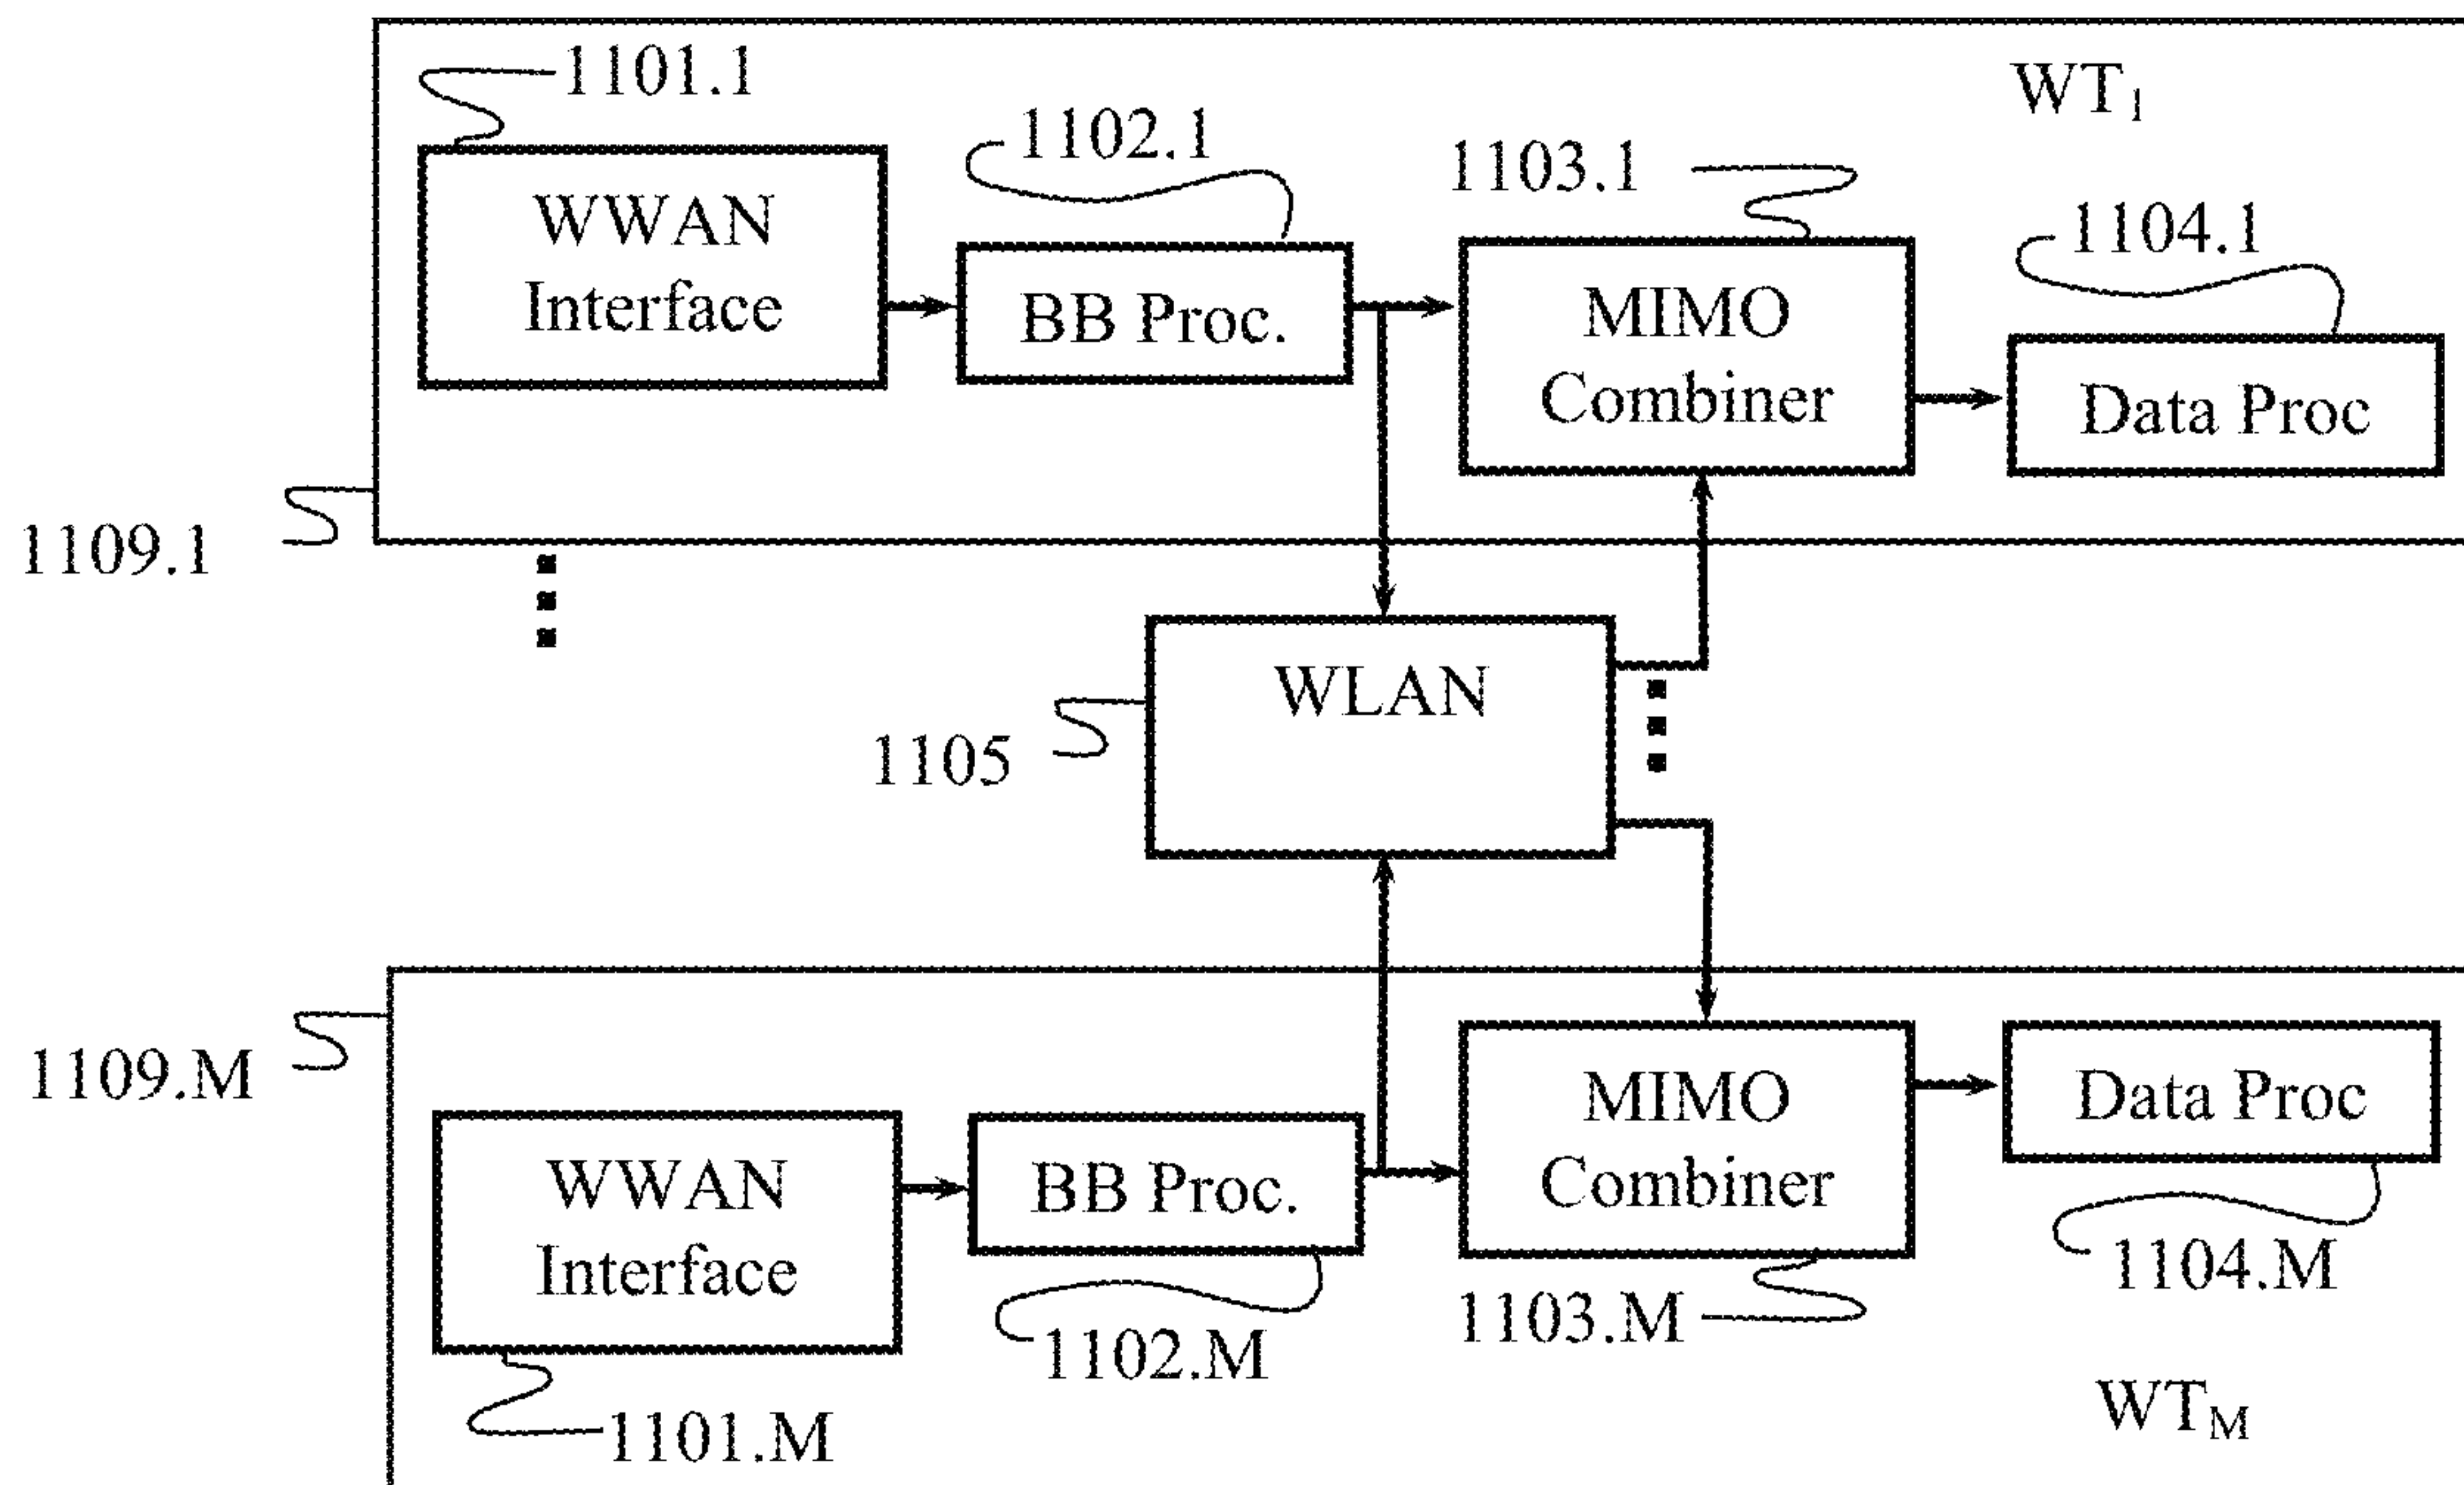 1101.1
WT1
1102.1
1103.1
WWAN
Interface
1104.1
BB Proc.
MIMO
Combiner
Data Proc
1109.1
WLAN
1105
1109.M
MIMO
Combiner
Data Proc
WWAN
Interface
BB Proc.
1104.M
1103.M
1102.M
WTM
1101.M